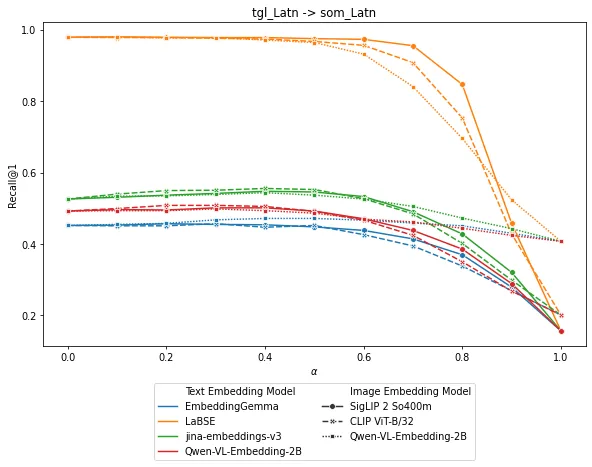 tgl_Latn -> som_Latn
1.0
0.8
0.6
0.4
0.2
Recall@1
0.0 0.2 0.4 0.6 0.8 1.0
α
Text Embedding Model Image Embedding Model
EmbeddingGemma SigLIP 2 So400m
LaBSE CLIP ViT-B/32
jina-embeddings-v3 Qwen-VL-Embedding-2B
Qwen-VL-Embedding-2B